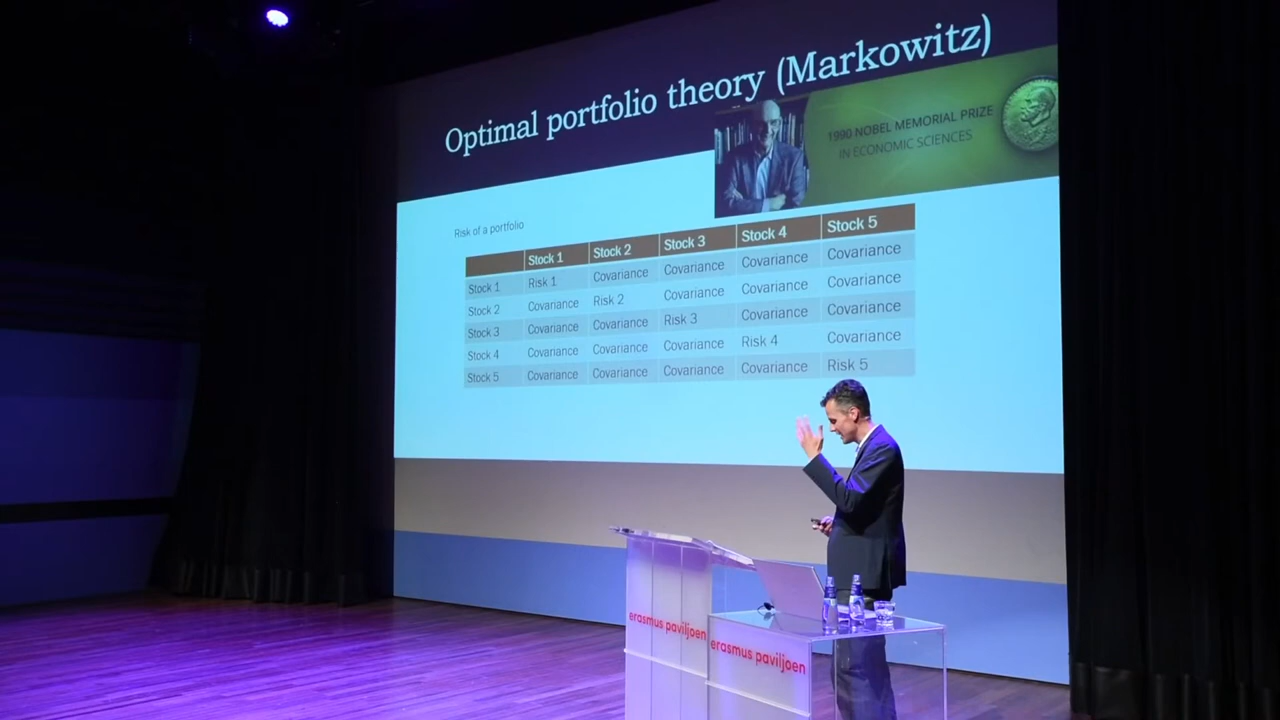 Optimal portfolio theory (Markowitz)
1990 NOBEL MEMORIAL PRIZE
IN ECONOMIC SCIENCES
Risk of a portfolio
Stock 1 Stock 2 Stock 3 Stock 4 Stock 5
Stock 1 Risk 1 Covariance Covariance Covariance Covariance
Stock 2 Covariance Risk 2 Covariance Covariance Covariance
Stock 3 Covariance Covariance Risk 3 Covariance Covariance
Stock 4 Covariance Covariance Covariance Risk 4 Covariance
Stock 5 Covariance Covariance Covariance Covariance Risk 5
erasmus paviljoen
erasmus paviljoen